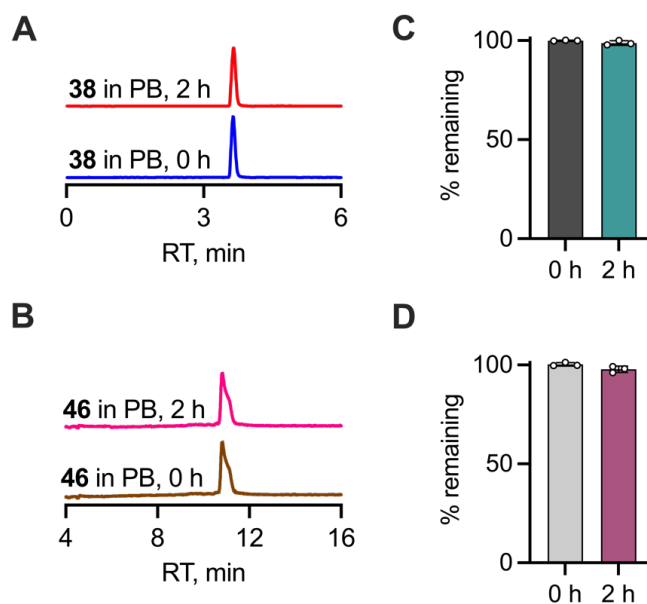 A
38 in PB, 2 h
38 in PB, 0 h
0 3 6
RT, min
B
46 in PB, 2 h
46 in PB, 0 h
4 8 12 16
RT, min
C
% remaining
100
50
0
0 h 2 h
D
% remaining
100
50
0
0 h 2 h